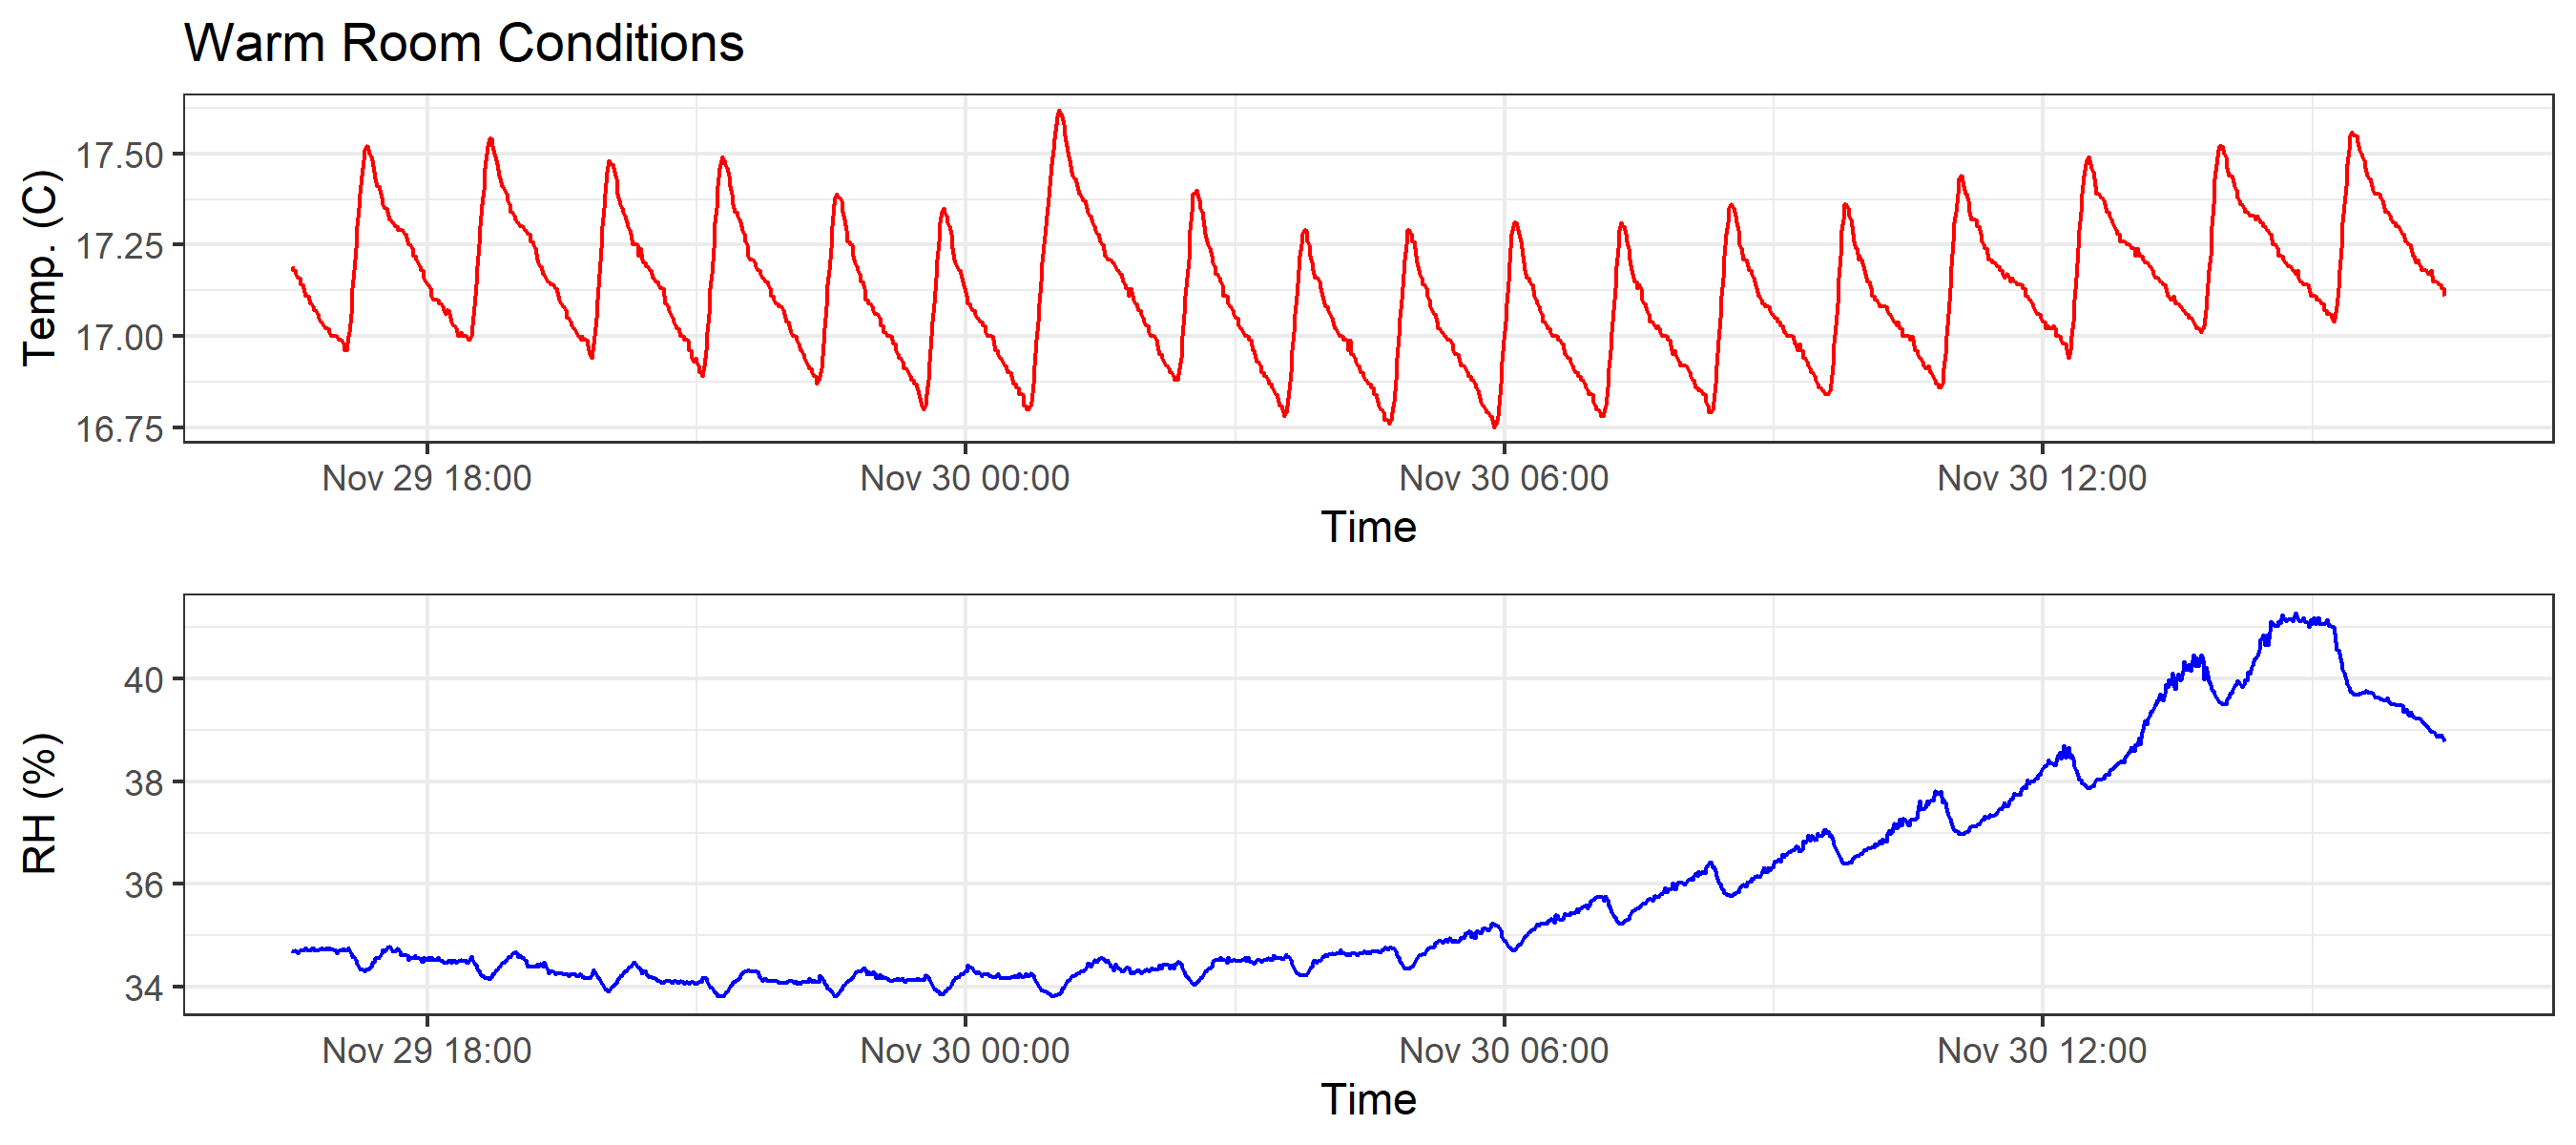 Warm Room Conditions
Temp. (C)
17.50
17.25
17.00
16.75
Nov 29 18:00 Nov 30 00:00 Nov 30 06:00 Nov 30 12:00
Time
RH (%)
40
38
36
34
Nov 29 18:00 Nov 30 00:00 Nov 30 06:00 Nov 30 12:00
Time